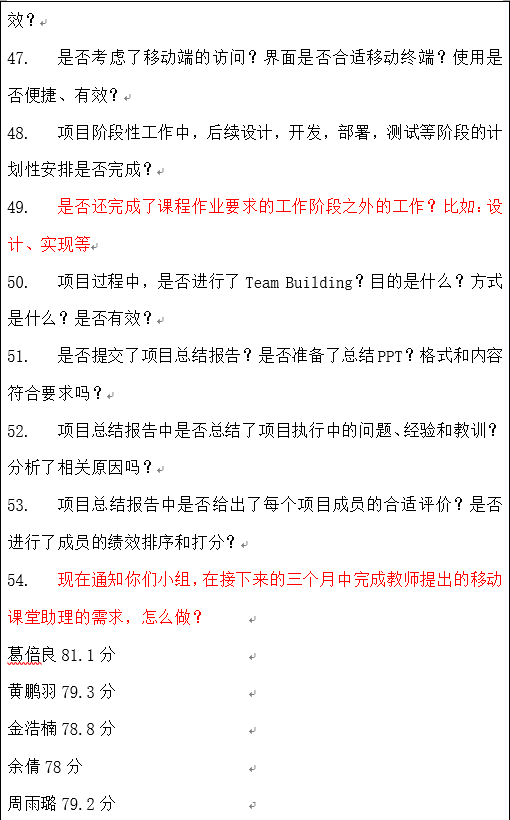 效？
47. 是否考虑了移动端的访问？界面是否合适移动终端？使用是
否便捷、有效？
48. 项目阶段性工作中，后续设计，开发，部署，测试等阶段的计
划性安排是否完成？
49. 是否还完成了课程作业要求的工作阶段之外的工作？比如：设
计、实现等
50. 项目过程中，是否进行了 Team Building？目的是什么？方式
是什么？是否有效？
51. 是否提交了项目总结报告？是否准备了总结 PPT？格式和内容
符合要求吗？
52. 项目总结报告中是否总结了项目执行中的问题、经验和教训？
分析了相关原因吗？
53. 项目总结报告中是否给出了每个项目成员的合适评价？是否
进行了成员的绩效排序和打分？
54. 现在通知你们小组，在接下来的三个月中完成教师提出的移动
课堂助理的需求，怎么做？
葛倍良 81.1 分
黄鹏羽 79.3 分
金浩楠 78.8 分
余倩 78 分
周雨璐 79.2 分